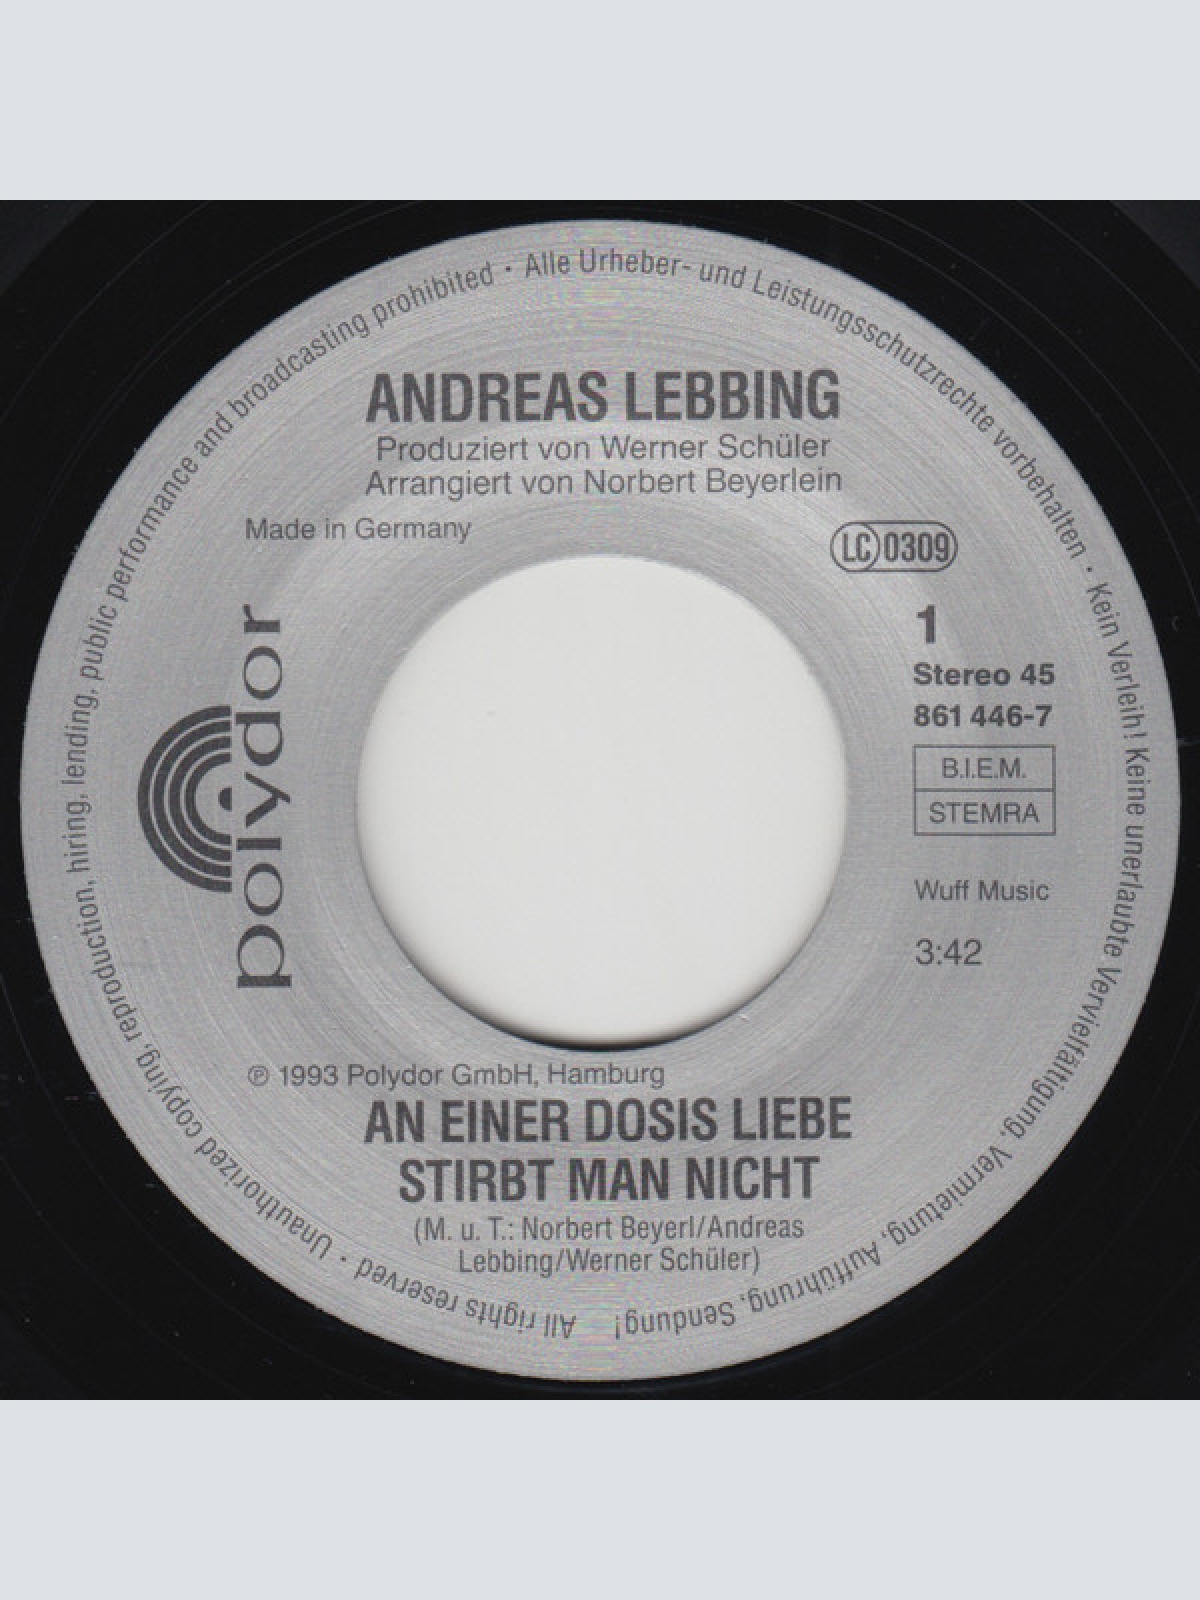 Alle Urheber- und Leistungsschutzrechte vorbehalten · Kein Verleih! Keine unerlaubte Vervielfältigung, Vermietung, Aufführung, Sendung!
All rights reserved · Unauthorized copying, reproduction, hiring, lending, public performance and broadcasting prohibited ·
ANDREAS LEBBING
Produziert von Werner Schüler
Arrangiert von Norbert Beyerlein
Made in Germany
LC 0309
polydor
1
Stereo 45
861 446-7
B.I.E.M.
STEMRA
Wuff Music
3:42
℗ 1993 Polydor GmbH, Hamburg
AN EINER DOSIS LIEBE
STIRBT MAN NICHT
(M. u. T.: Norbert Beyerl/Andreas
Lebbing/Werner Schüler)